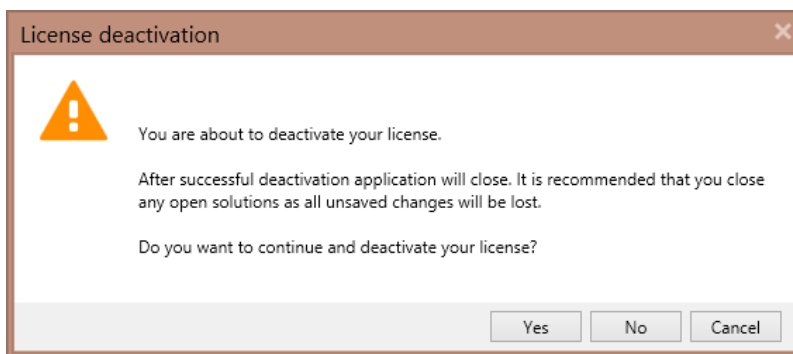 License deactivation
You are about to deactivate your license.
After successful deactivation application will close. It is recommended that you close
any open solutions as all unsaved changes will be lost.
Do you want to continue and deactivate your license?
Yes No Cancel